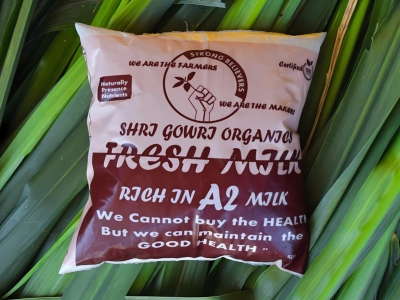 STRONG BELIEVERS
WE ARE THE FARMERS
Certified
Naturally
Presence
Nutrients
WE ARE THE MAKERS
SHRI GOWRI ORGANICS
FRESH MILK
RICH IN A2 MILK
We Cannot buy the HEALTH
But we can maintain the
GOOD HEALTH "